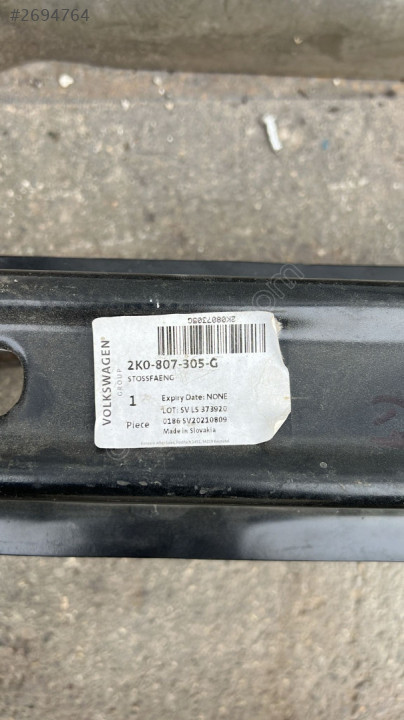 #2694764
2K0807305G
VOLKSWAGEN
GROUP
2K0-807-305-G
STOSSFAENG
1
Piece
Expiry Date: NONE
LOT: SV LS 373920
0186 SV20210809
Made in Slovakia